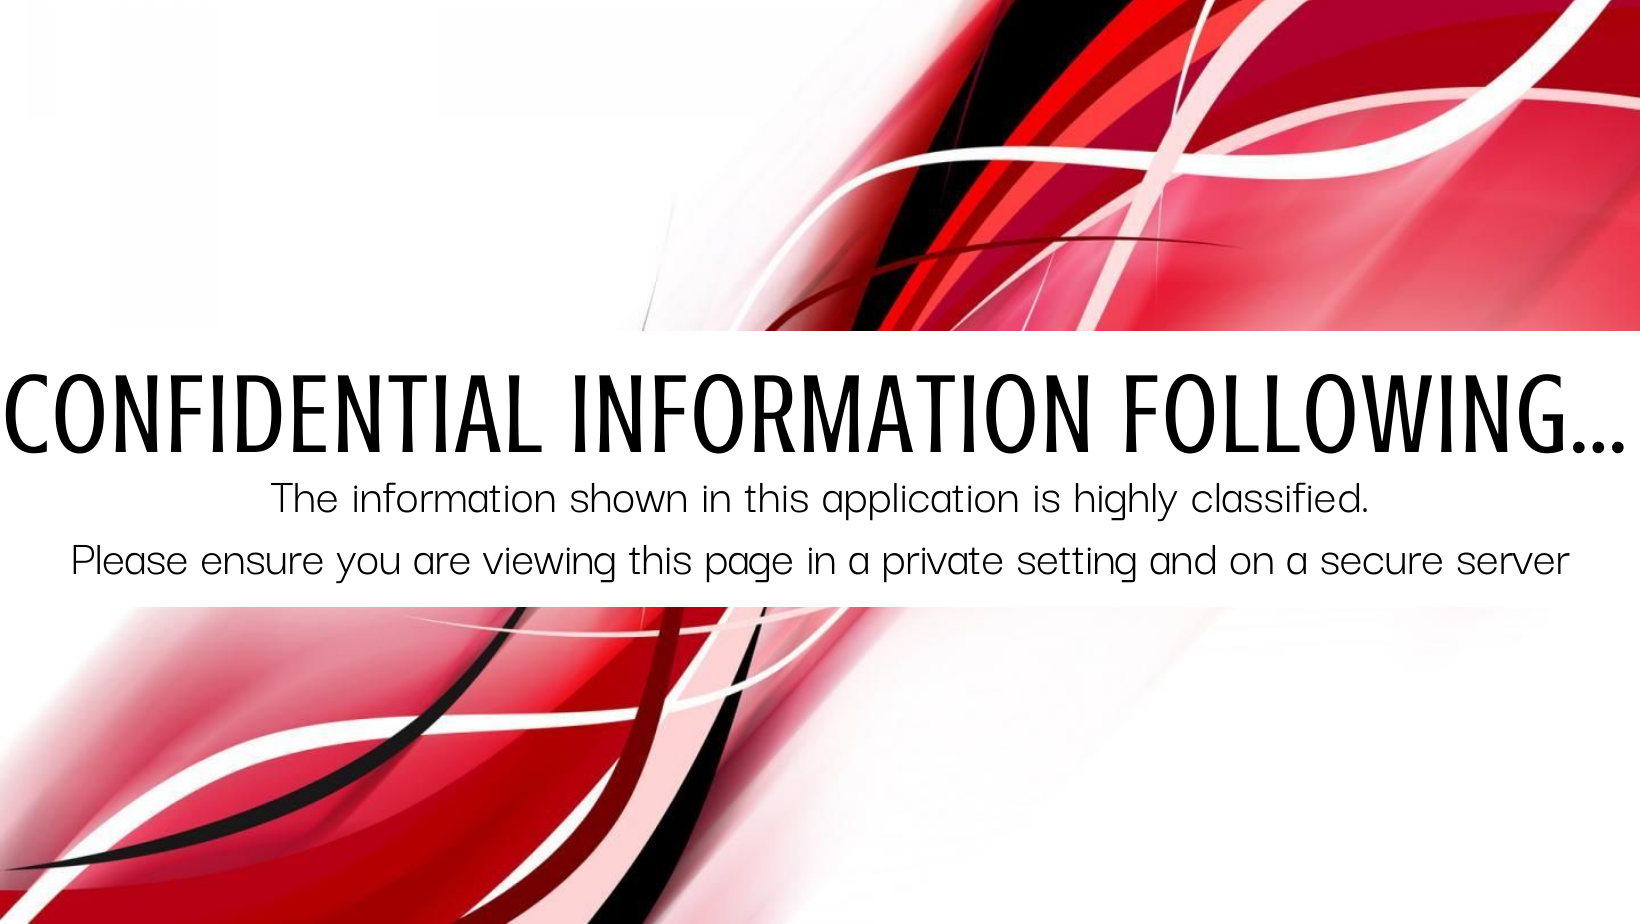 CONFIDENTIAL INFORMATION FOLLOWING...
The information shown in this application is highly classified.
Please ensure you are viewing this page in a private setting and on a secure server